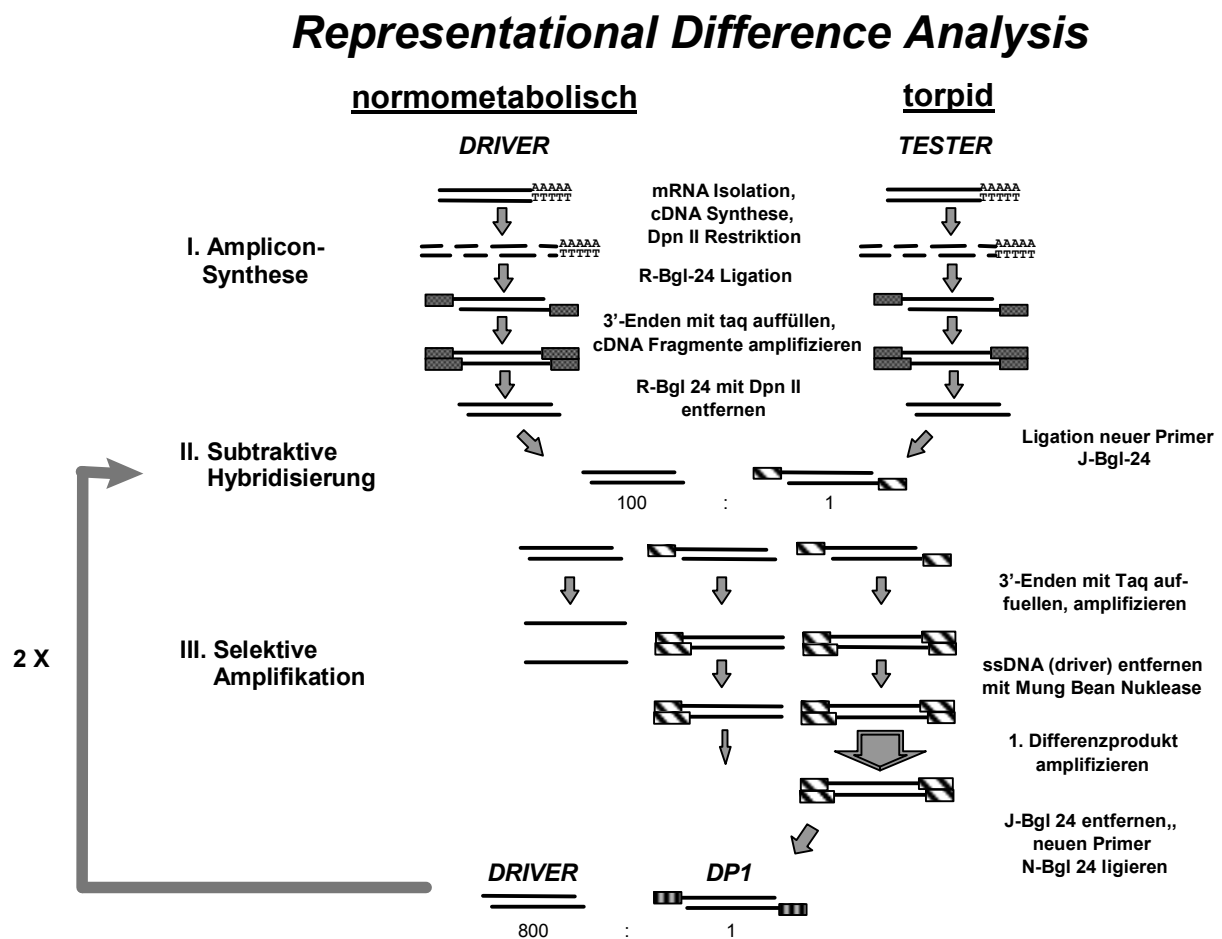 Representational Difference Analysis
normometabolisch
torpid
DRIVER
TESTER
AAAAA
TTTTT
mRNA Isolation,
cDNA Synthese,
Dpn II Restriktion
AAAAA
TTTTT
I. Amplicon-
Synthese
AAAAA
TTTTT
AAAAA
TTTTT
R-Bgl-24 Ligation
3'-Enden mit taq auffüllen,
cDNA Fragmente amplifizieren
R-Bgl 24 mit Dpn II
entfernen
Ligation neuer Primer
J-Bgl-24
II. Subtraktive
Hybridisierung
100 : 1
3'-Enden mit Taq auf-
fuellen, amplifizieren
2 X
III. Selektive
Amplifikation
ssDNA (driver) entfernen
mit Mung Bean Nuklease
1. Differenzprodukt
amplifizieren
J-Bgl 24 entfernen,,
neuen Primer
N-Bgl 24 ligieren
DRIVER
DP1
800 : 1